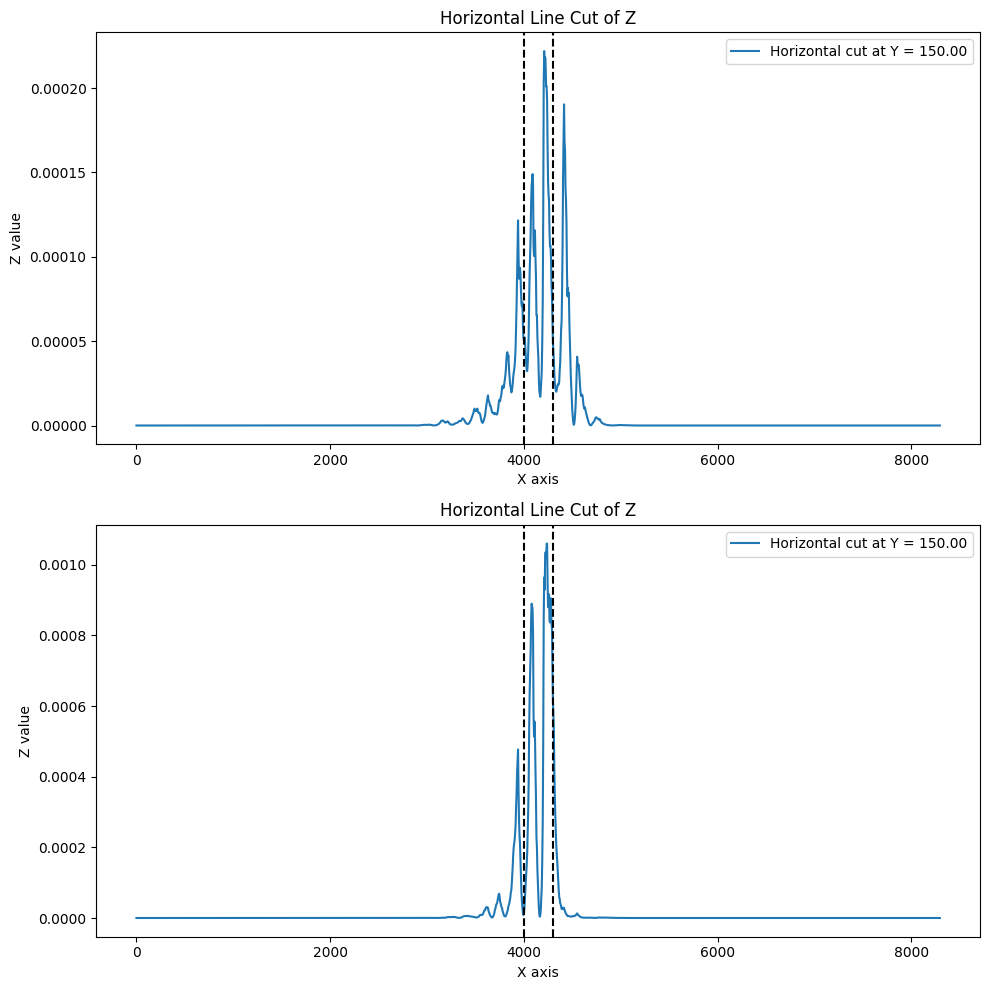 Horizontal Line Cut of Z
Horizontal cut at Y = 150.00
0.00020
0.00015
0.00010
0.00005
0.00000
Z value
0
2000
4000
6000
8000
X axis
Horizontal Line Cut of Z
Horizontal cut at Y = 150.00
0.0010
0.0008
0.0006
0.0004
0.0002
0.0000
Z value
0
2000
4000
6000
8000
X axis